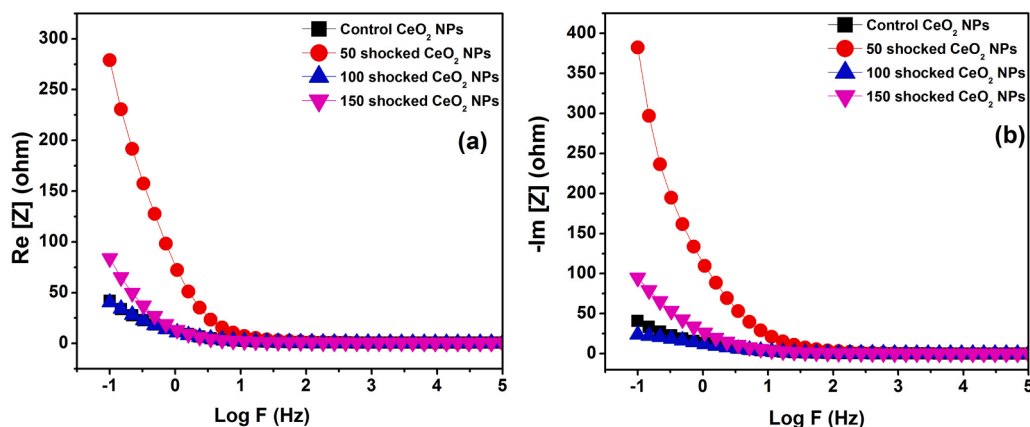 Control CeO₂ NPs
50 shocked CeO₂ NPs
100 shocked CeO₂ NPs
150 shocked CeO₂ NPs
(a)
Re [Z] (ohm)
300
250
200
150
100
50
0
-1 0 1 2 3 4 5
Log F (Hz)
Control CeO₂ NPs
50 shocked CeO₂ NPs
100 shocked CeO₂ NPs
150 shocked CeO₂ NPs
(b)
-Im [Z] (ohm)
-400
375
350
300
250
200
150
100
50
0
-1 0 1 2 3 4 5
Log F (Hz)